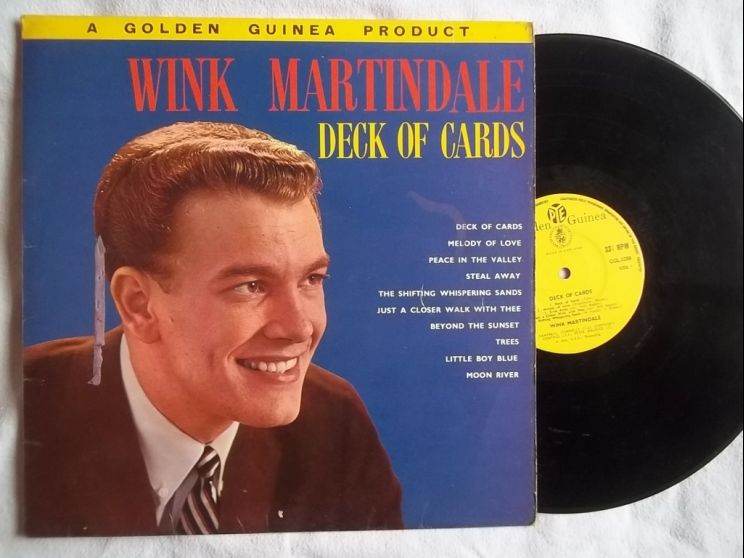 A GOLDEN GUINEA PRODUCT
WINK MARTINDALE
DECK OF CARDS
DECK OF CARDS
MELODY OF LOVE
PEACE IN THE VALLEY
STEAL AWAY
THE SHIFTING WHISPERING SANDS
JUST A CLOSER WALK WITH THEE
BEYOND THE SUNSET
TREES
LITTLE BOY BLUE
MOON RIVER
PYE
Guinea
33⅓ RPM
DECK OF CARDS
WINK MARTINDALE